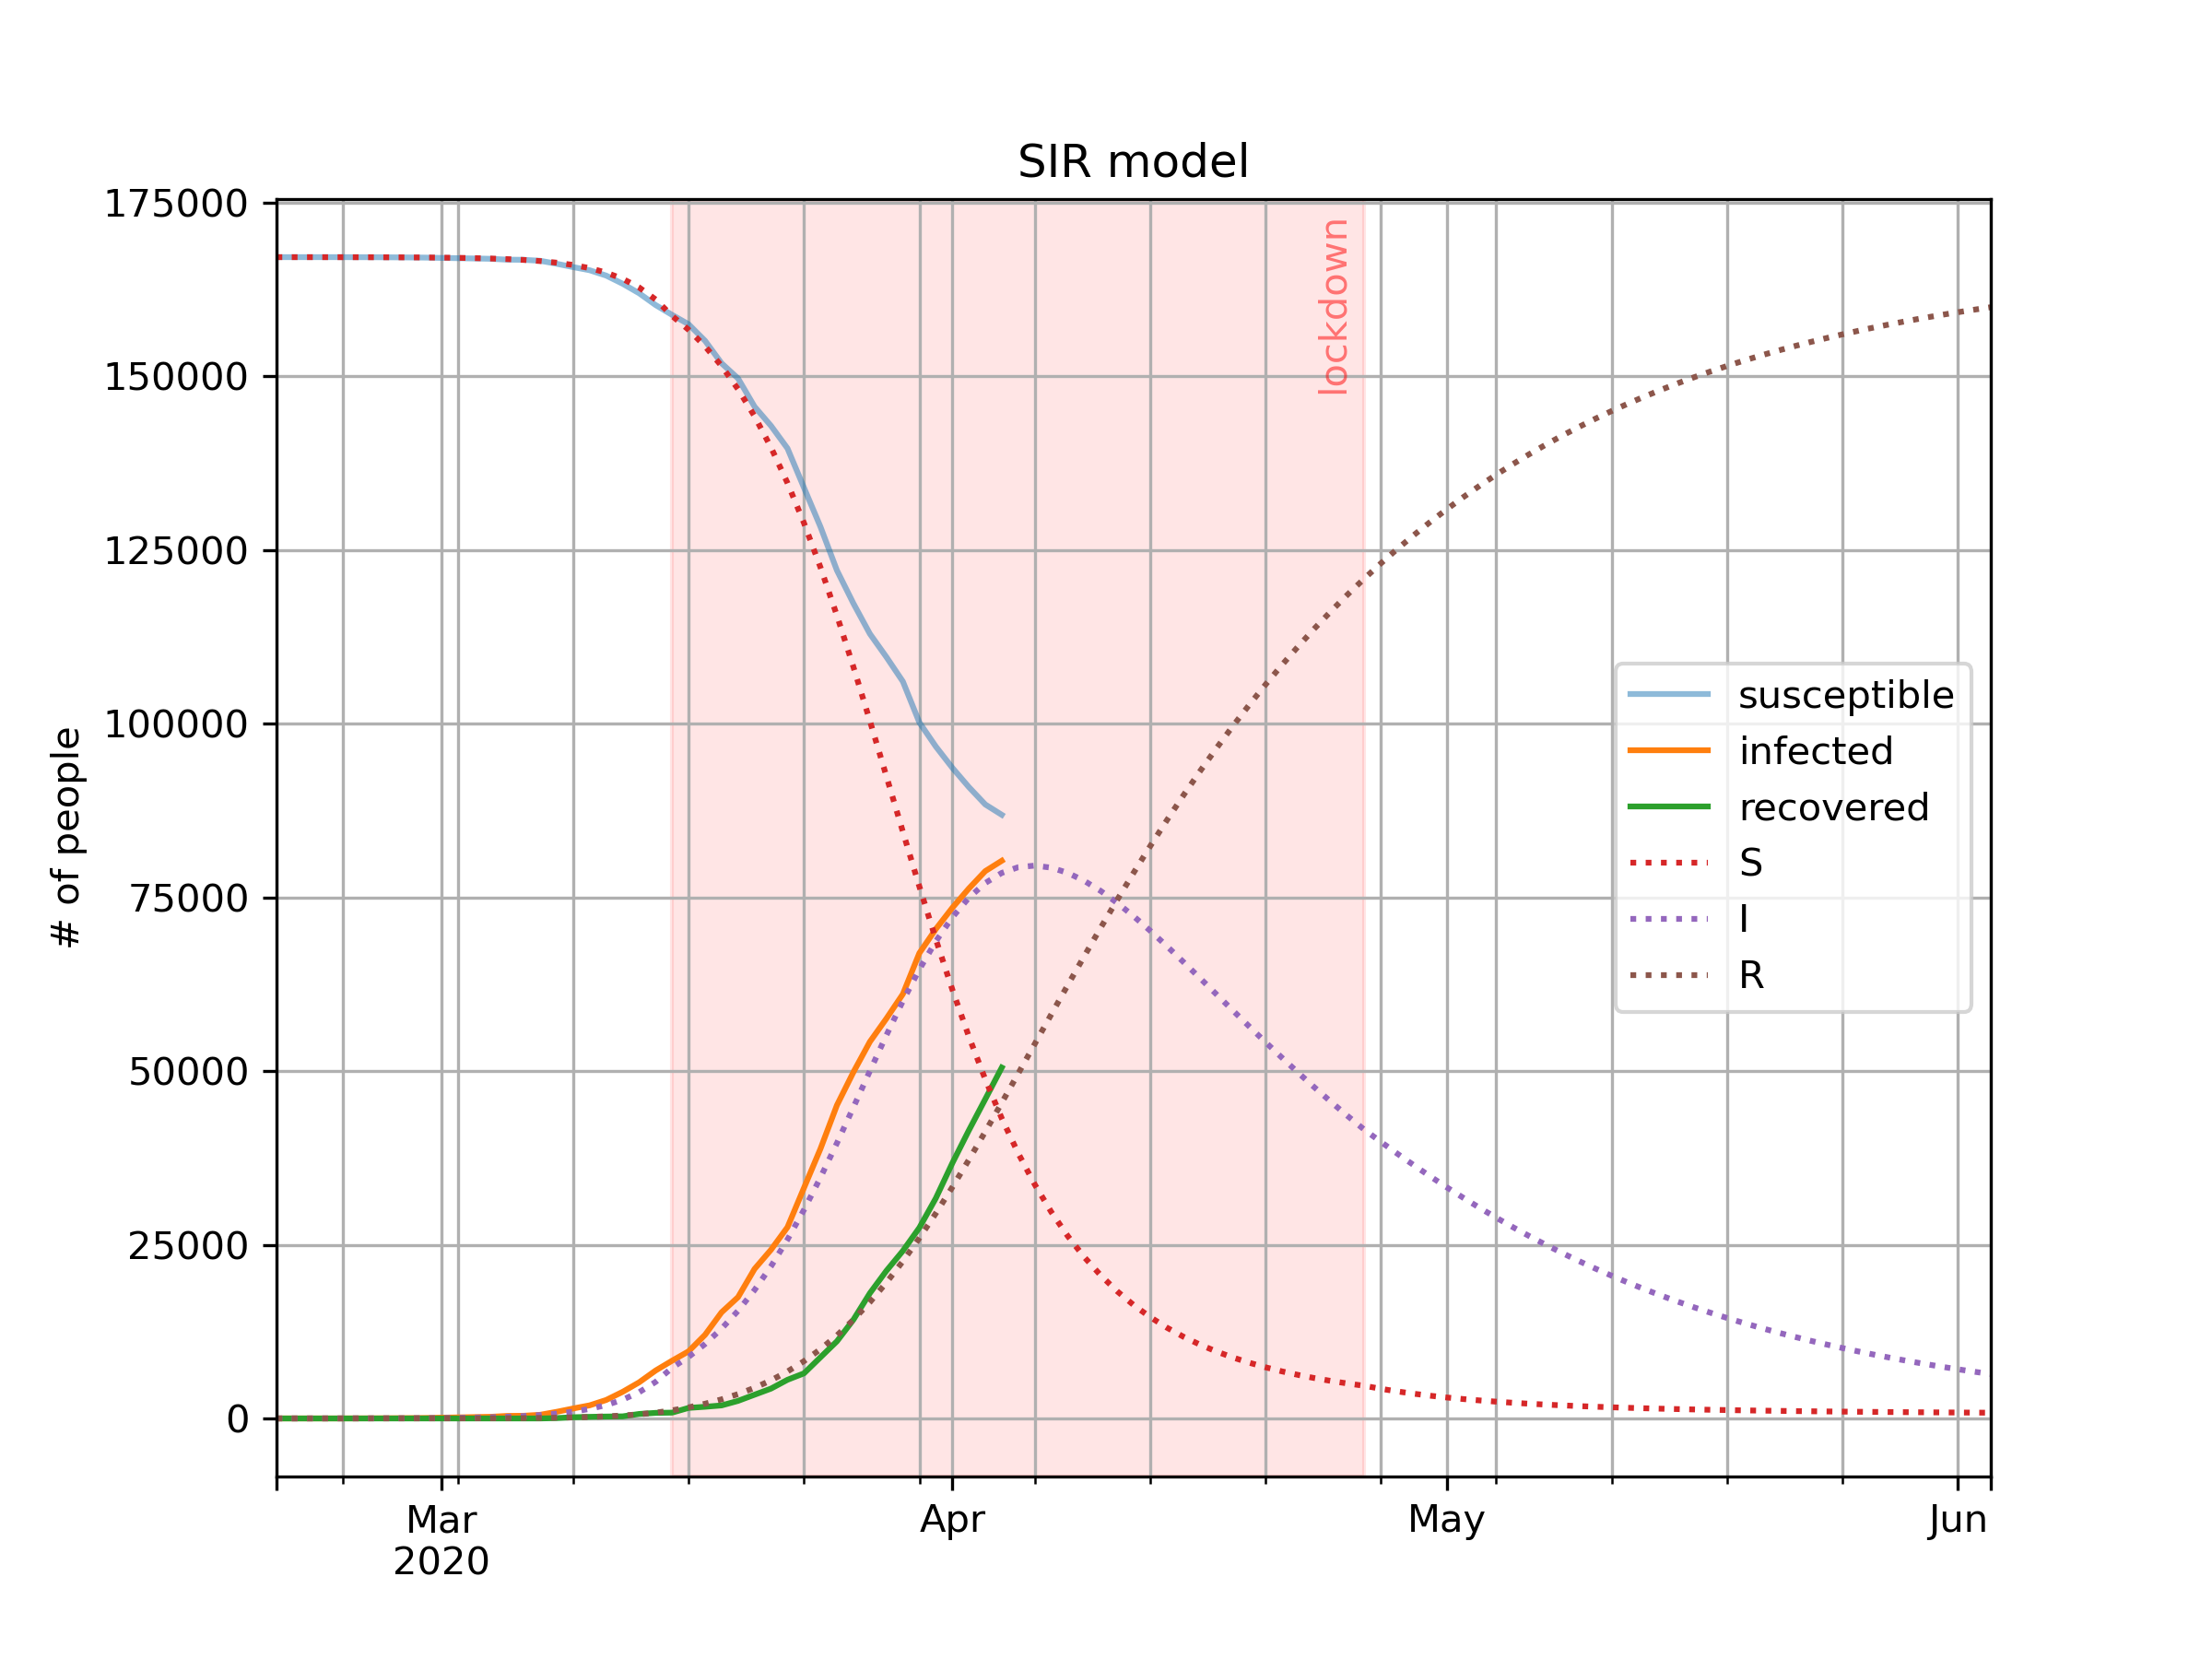 SIR model
175000
150000
125000
100000
75000
50000
25000
0
# of people
lockdown
susceptible
infected
recovered
S
I
R
Mar
2020
Apr
May
Jun